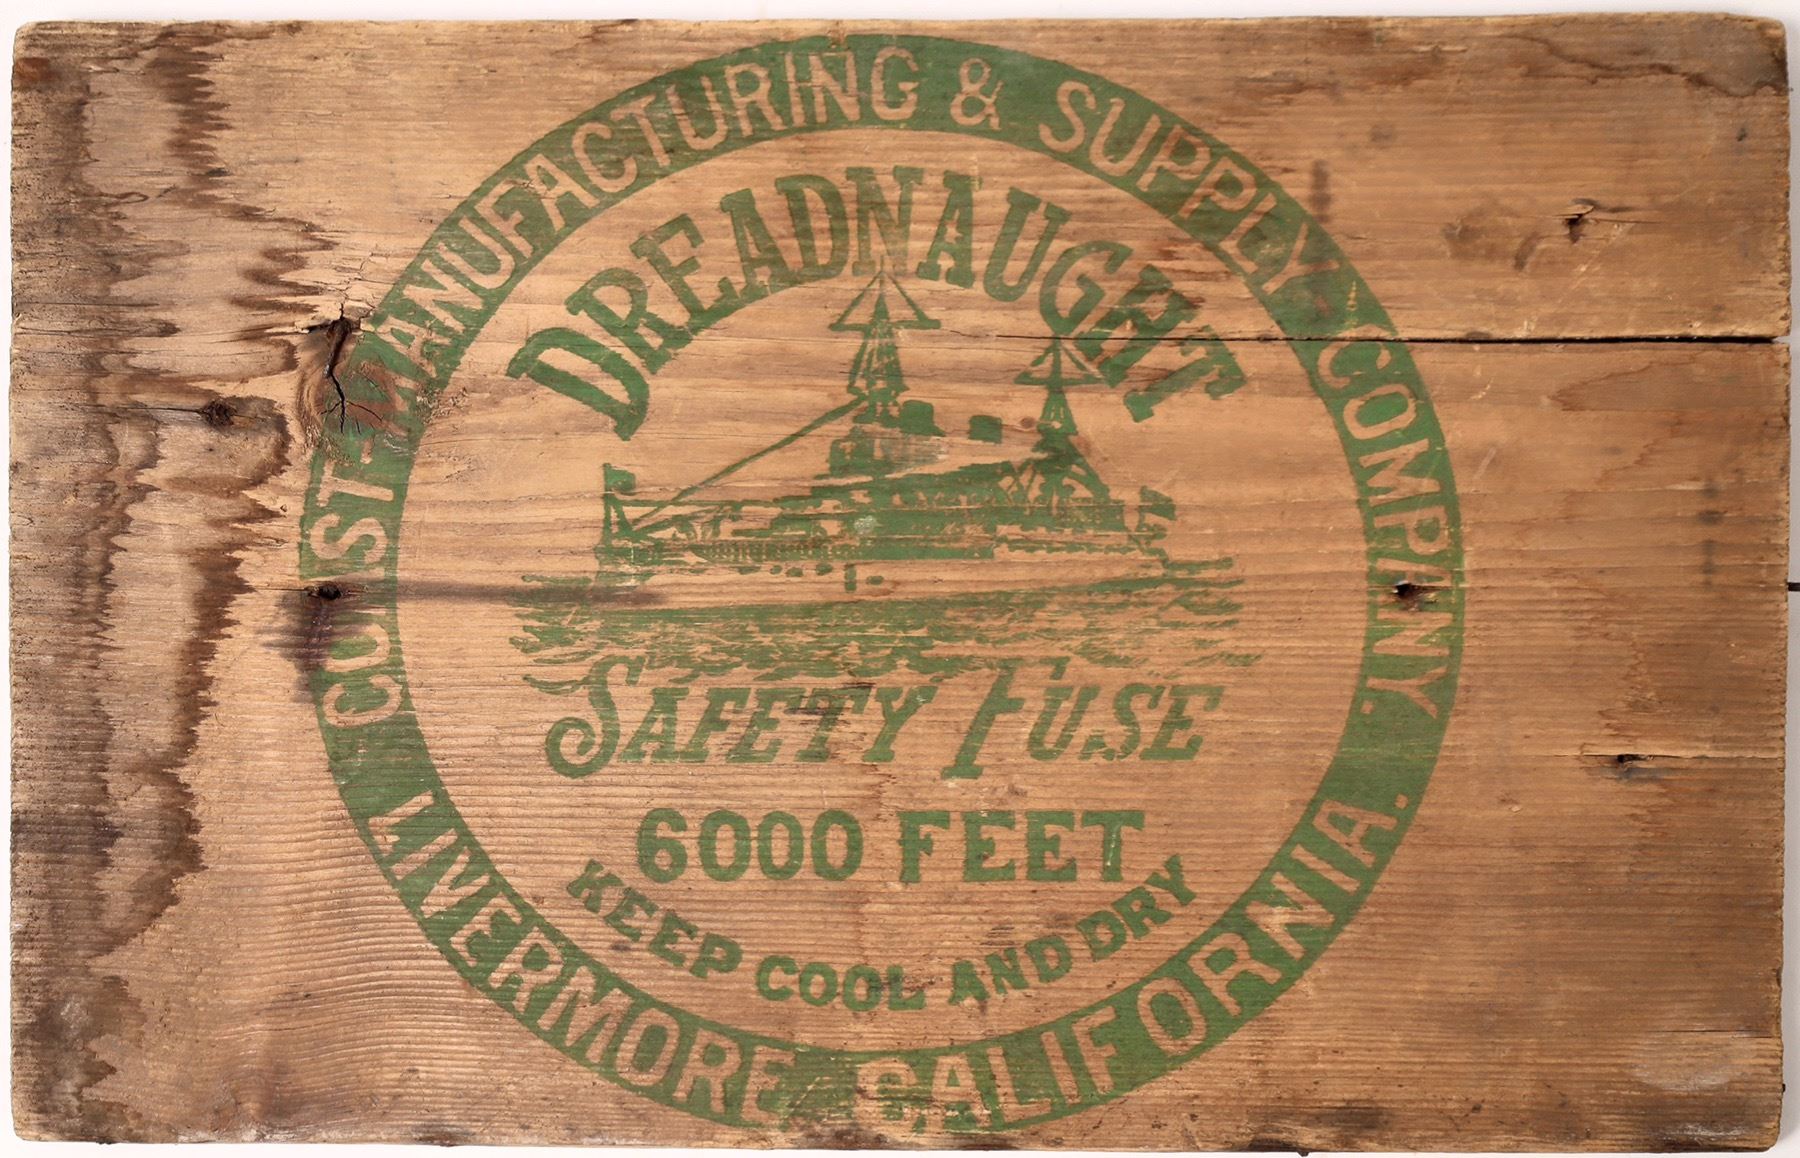 COAST MANUFACTURING & SUPPLY COMPANY.
DREADNAUGHT
SAFETY FUSE
6000 FEET
KEEP COOL AND DRY
LIVERMORE CALIFORNIA.